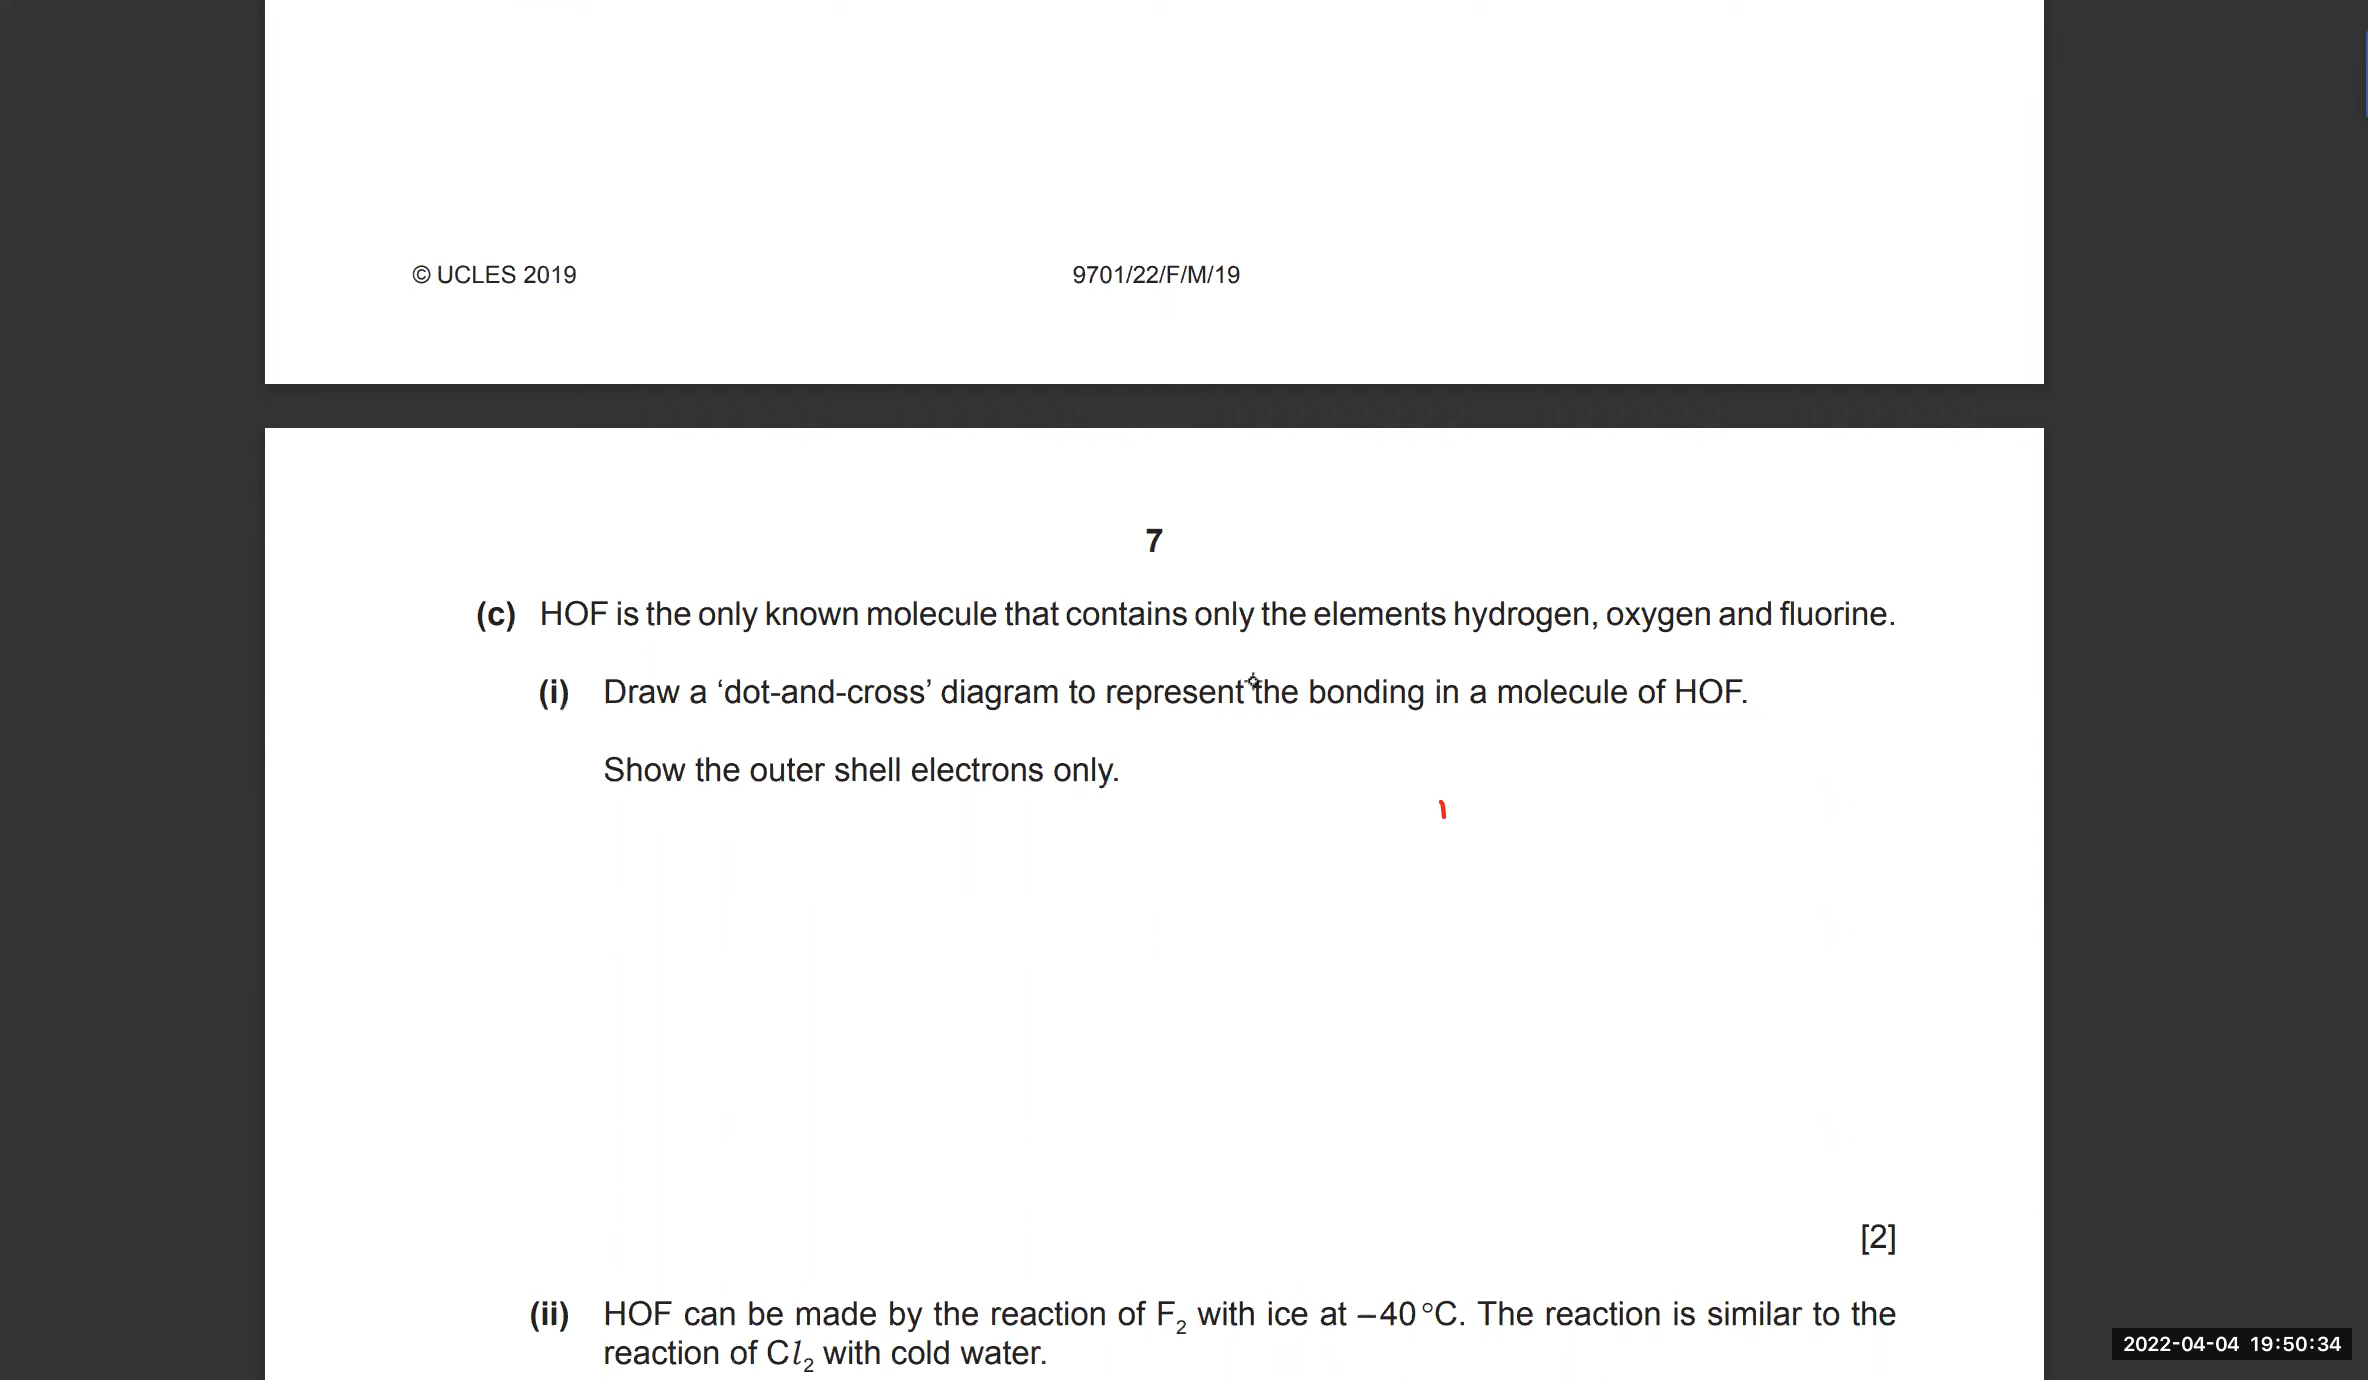 © UCLES 2019 9701/22/F/M/19
7
(c) HOF is the only known molecule that contains only the elements hydrogen, oxygen and fluorine.
(i) Draw a ‘dot-and-cross’ diagram to represent the bonding in a molecule of HOF.
Show the outer shell electrons only.
[2]
(ii) HOF can be made by the reaction of F₂ with ice at –40 °C. The reaction is similar to the
reaction of Cl₂ with cold water.
2022-04-04 19:50:34